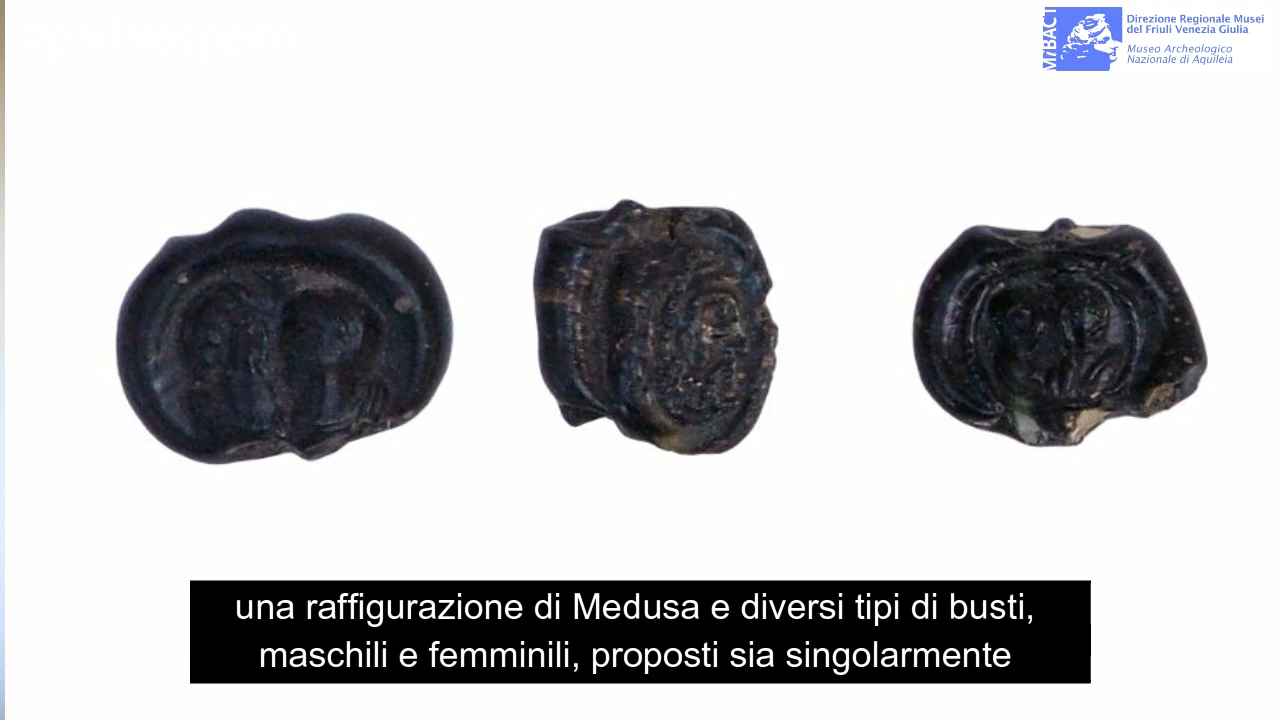 MiBACT
Direzione Regionale Musei
del Friuli Venezia Giulia
Museo Archeologico
Nazionale di Aquileia
una raffigurazione di Medusa e diversi tipi di busti,
maschili e femminili, proposti sia singolarmente